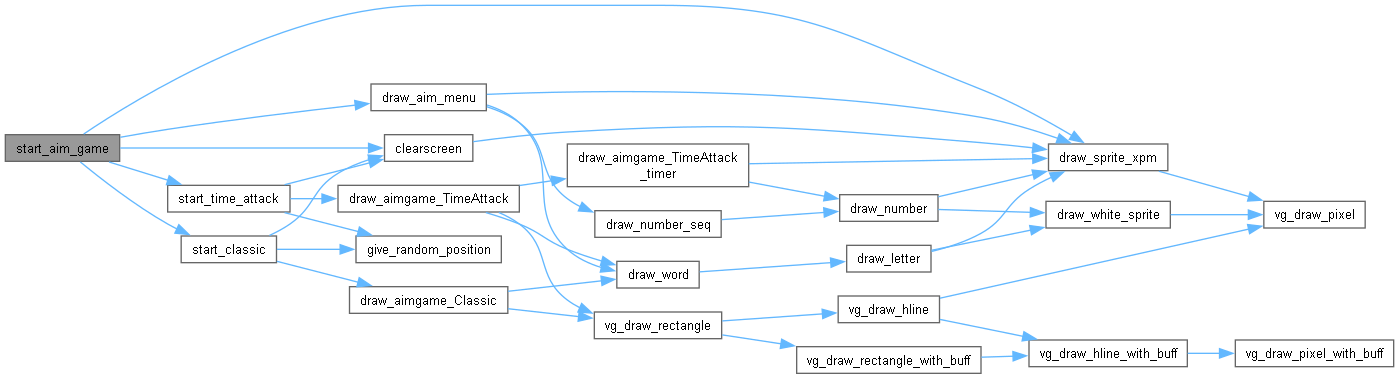 start_aim_game
draw_aim_menu
clearscreen
start_time_attack
start_classic
draw_aimgame_TimeAttack
give_random_position
draw_aimgame_Classic
draw_aimgame_TimeAttack
_timer
draw_number_seq
draw_word
vg_draw_rectangle
draw_number
draw_letter
vg_draw_hline
vg_draw_rectangle_with_buff
draw_sprite_xpm
draw_white_sprite
vg_draw_hline_with_buff
vg_draw_pixel
vg_draw_pixel_with_buff